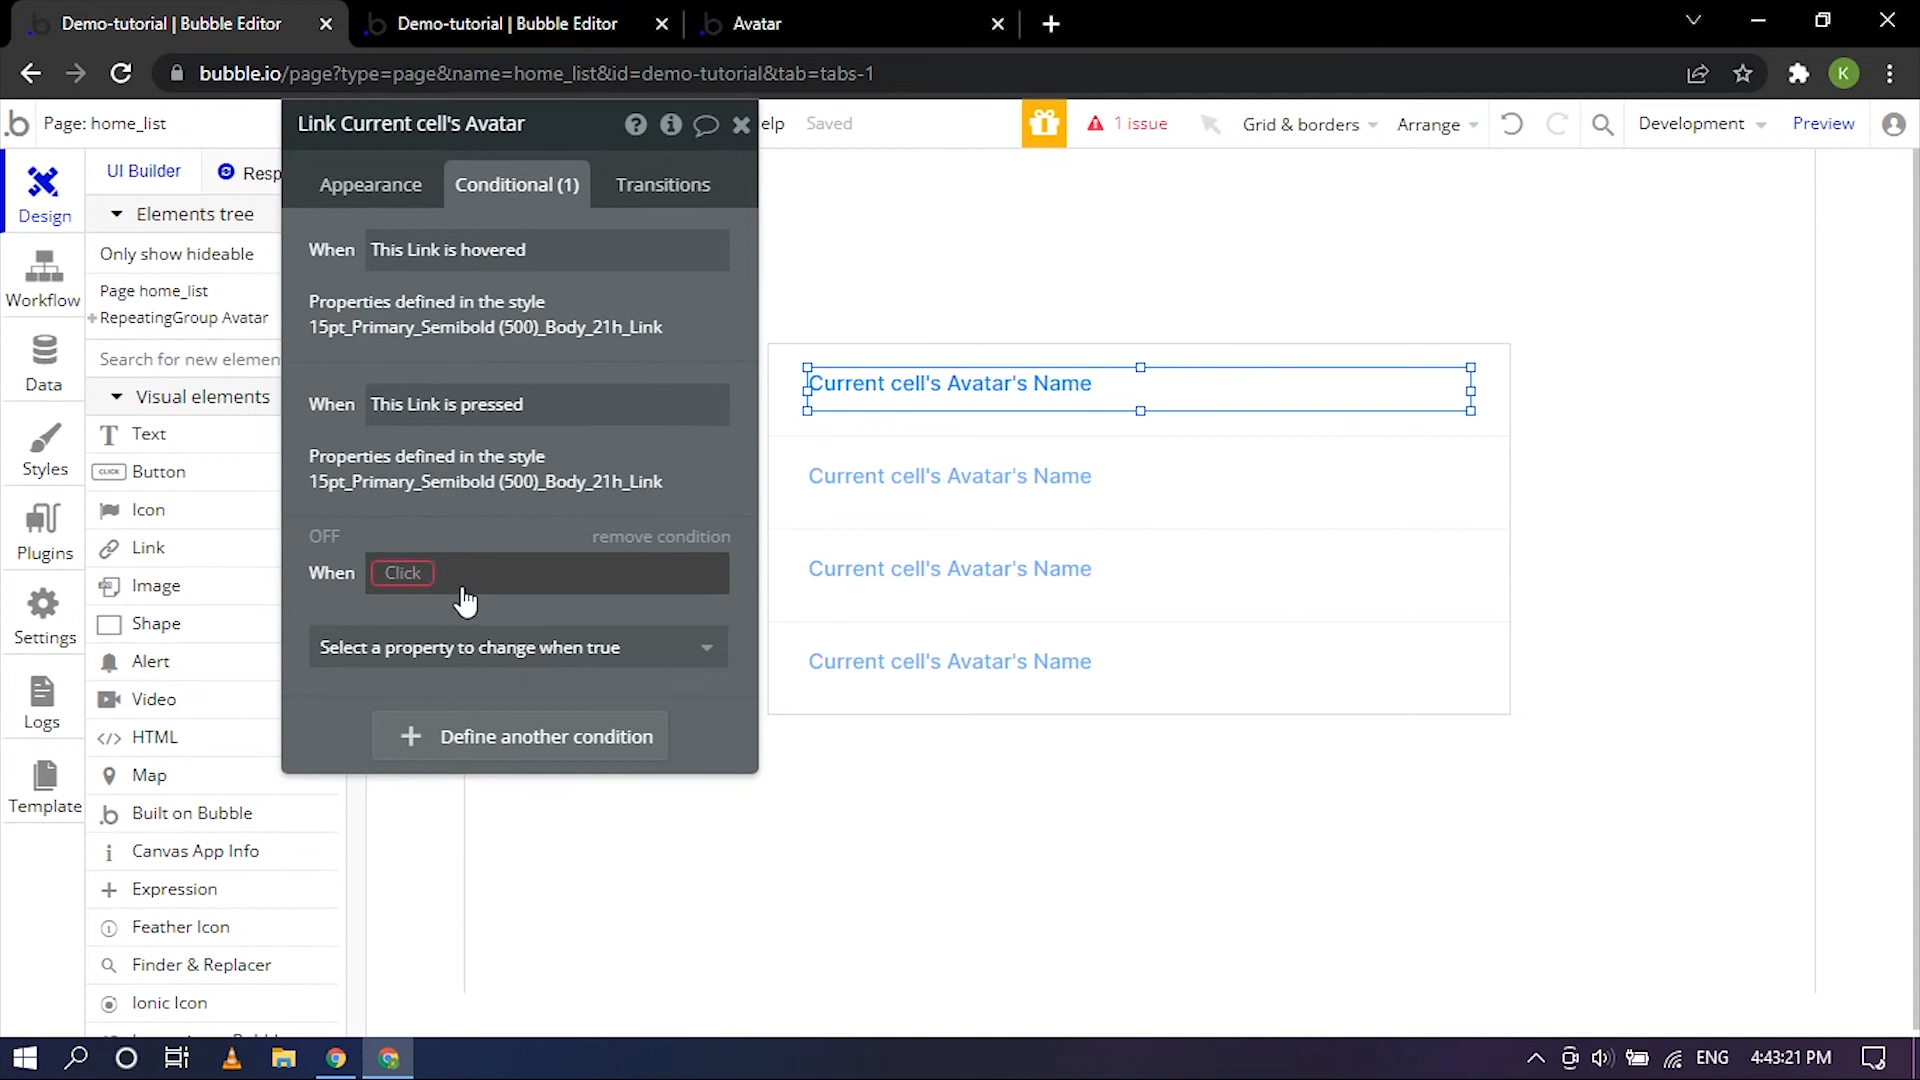 Demo-tutorial | Bubble Editor
Demo-tutorial | Bubble Editor
Avatar
bubble.io/page?type=page&name=home_list&id=demo-tutorial&tab=tabs-1
K
Page: home_list
Link Current cell's Avatar
elp
Saved
1 issue
Grid & borders
Arrange
Development
Preview
Design
Workflow
Data
Styles
Plugins
Settings
Logs
Template
UI Builder
Resp
Elements tree
Only show hideable
Page home_list
RepeatingGroup Avatar
Search for new elemen
Visual elements
Text
CLICK
Button
Icon
Link
Image
Shape
Alert
Video
HTML
Map
Built on Bubble
Canvas App Info
Expression
Feather Icon
Finder & Replacer
Ionic Icon
Appearance
Conditional (1)
Transitions
When
This Link is hovered
Properties defined in the style
15pt_Primary_Semibold (500)_Body_21h_Link
When
This Link is pressed
Properties defined in the style
15pt_Primary_Semibold (500)_Body_21h_Link
OFF
remove condition
When
Click
Select a property to change when true
Define another condition
Current cell's Avatar's Name
Current cell's Avatar's Name
Current cell's Avatar's Name
Current cell's Avatar's Name
ENG
4:43:21 PM